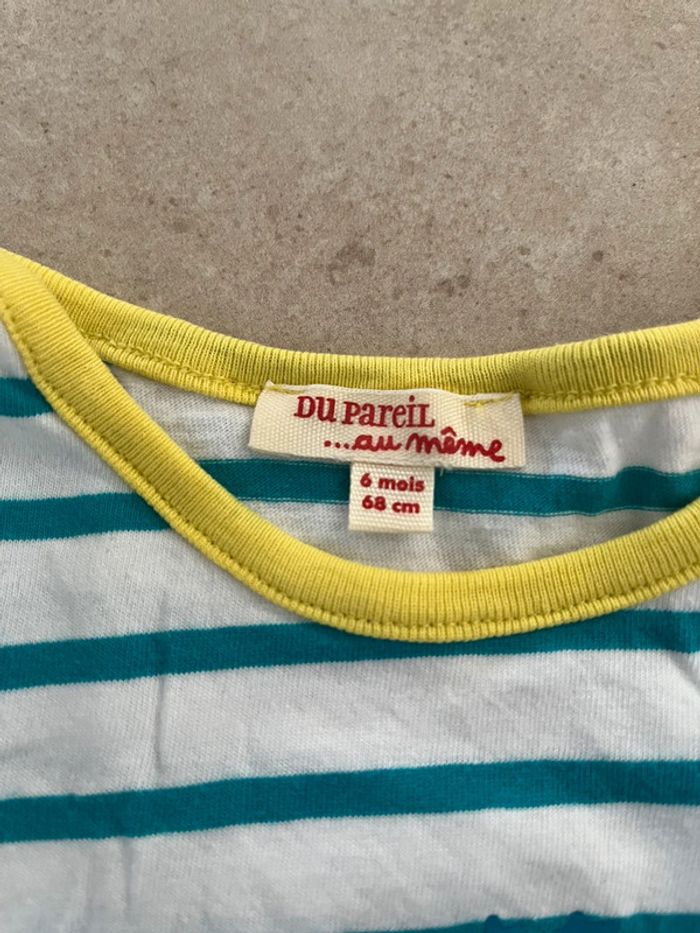 DU PAREIL
...au même
6 mois
68 cm